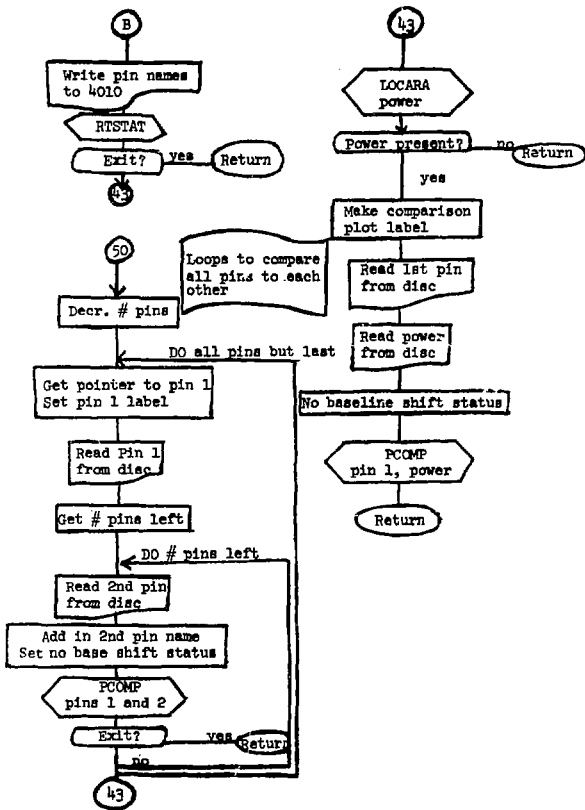 B
Write pin names
to 4010
RTSTAT
Exit?
yes
Return
43
50
Decr. # pins
DO all pins but last
Get pointer to pin 1
Set pin 1 label
Read Pin 1
from disc
Get # pins left
DO # pins left
Read 2nd pin
from disc
Add in 2nd pin name
Set no base shift status
PCOMP
pins 1 and 2
Exit?
yes
Return
no
43
Loops to compare
all pins to each
other
43
LOCARA
power
Power present?
no
Return
yes
Make comparison
plot label
Read 1st pin
from disc
Read power
from disc
No baseline shift status
PCOMP
pin 1, power
Return